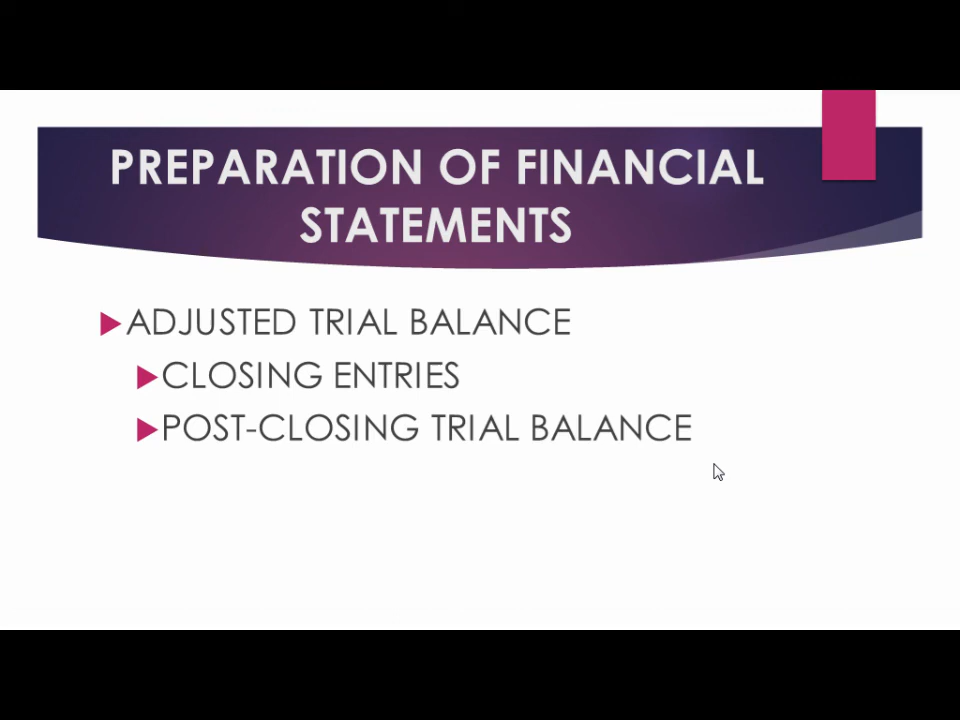 PREPARATION OF FINANCIAL
STATEMENTS
ADJUSTED TRIAL BALANCE
CLOSING ENTRIES
POST-CLOSING TRIAL BALANCE